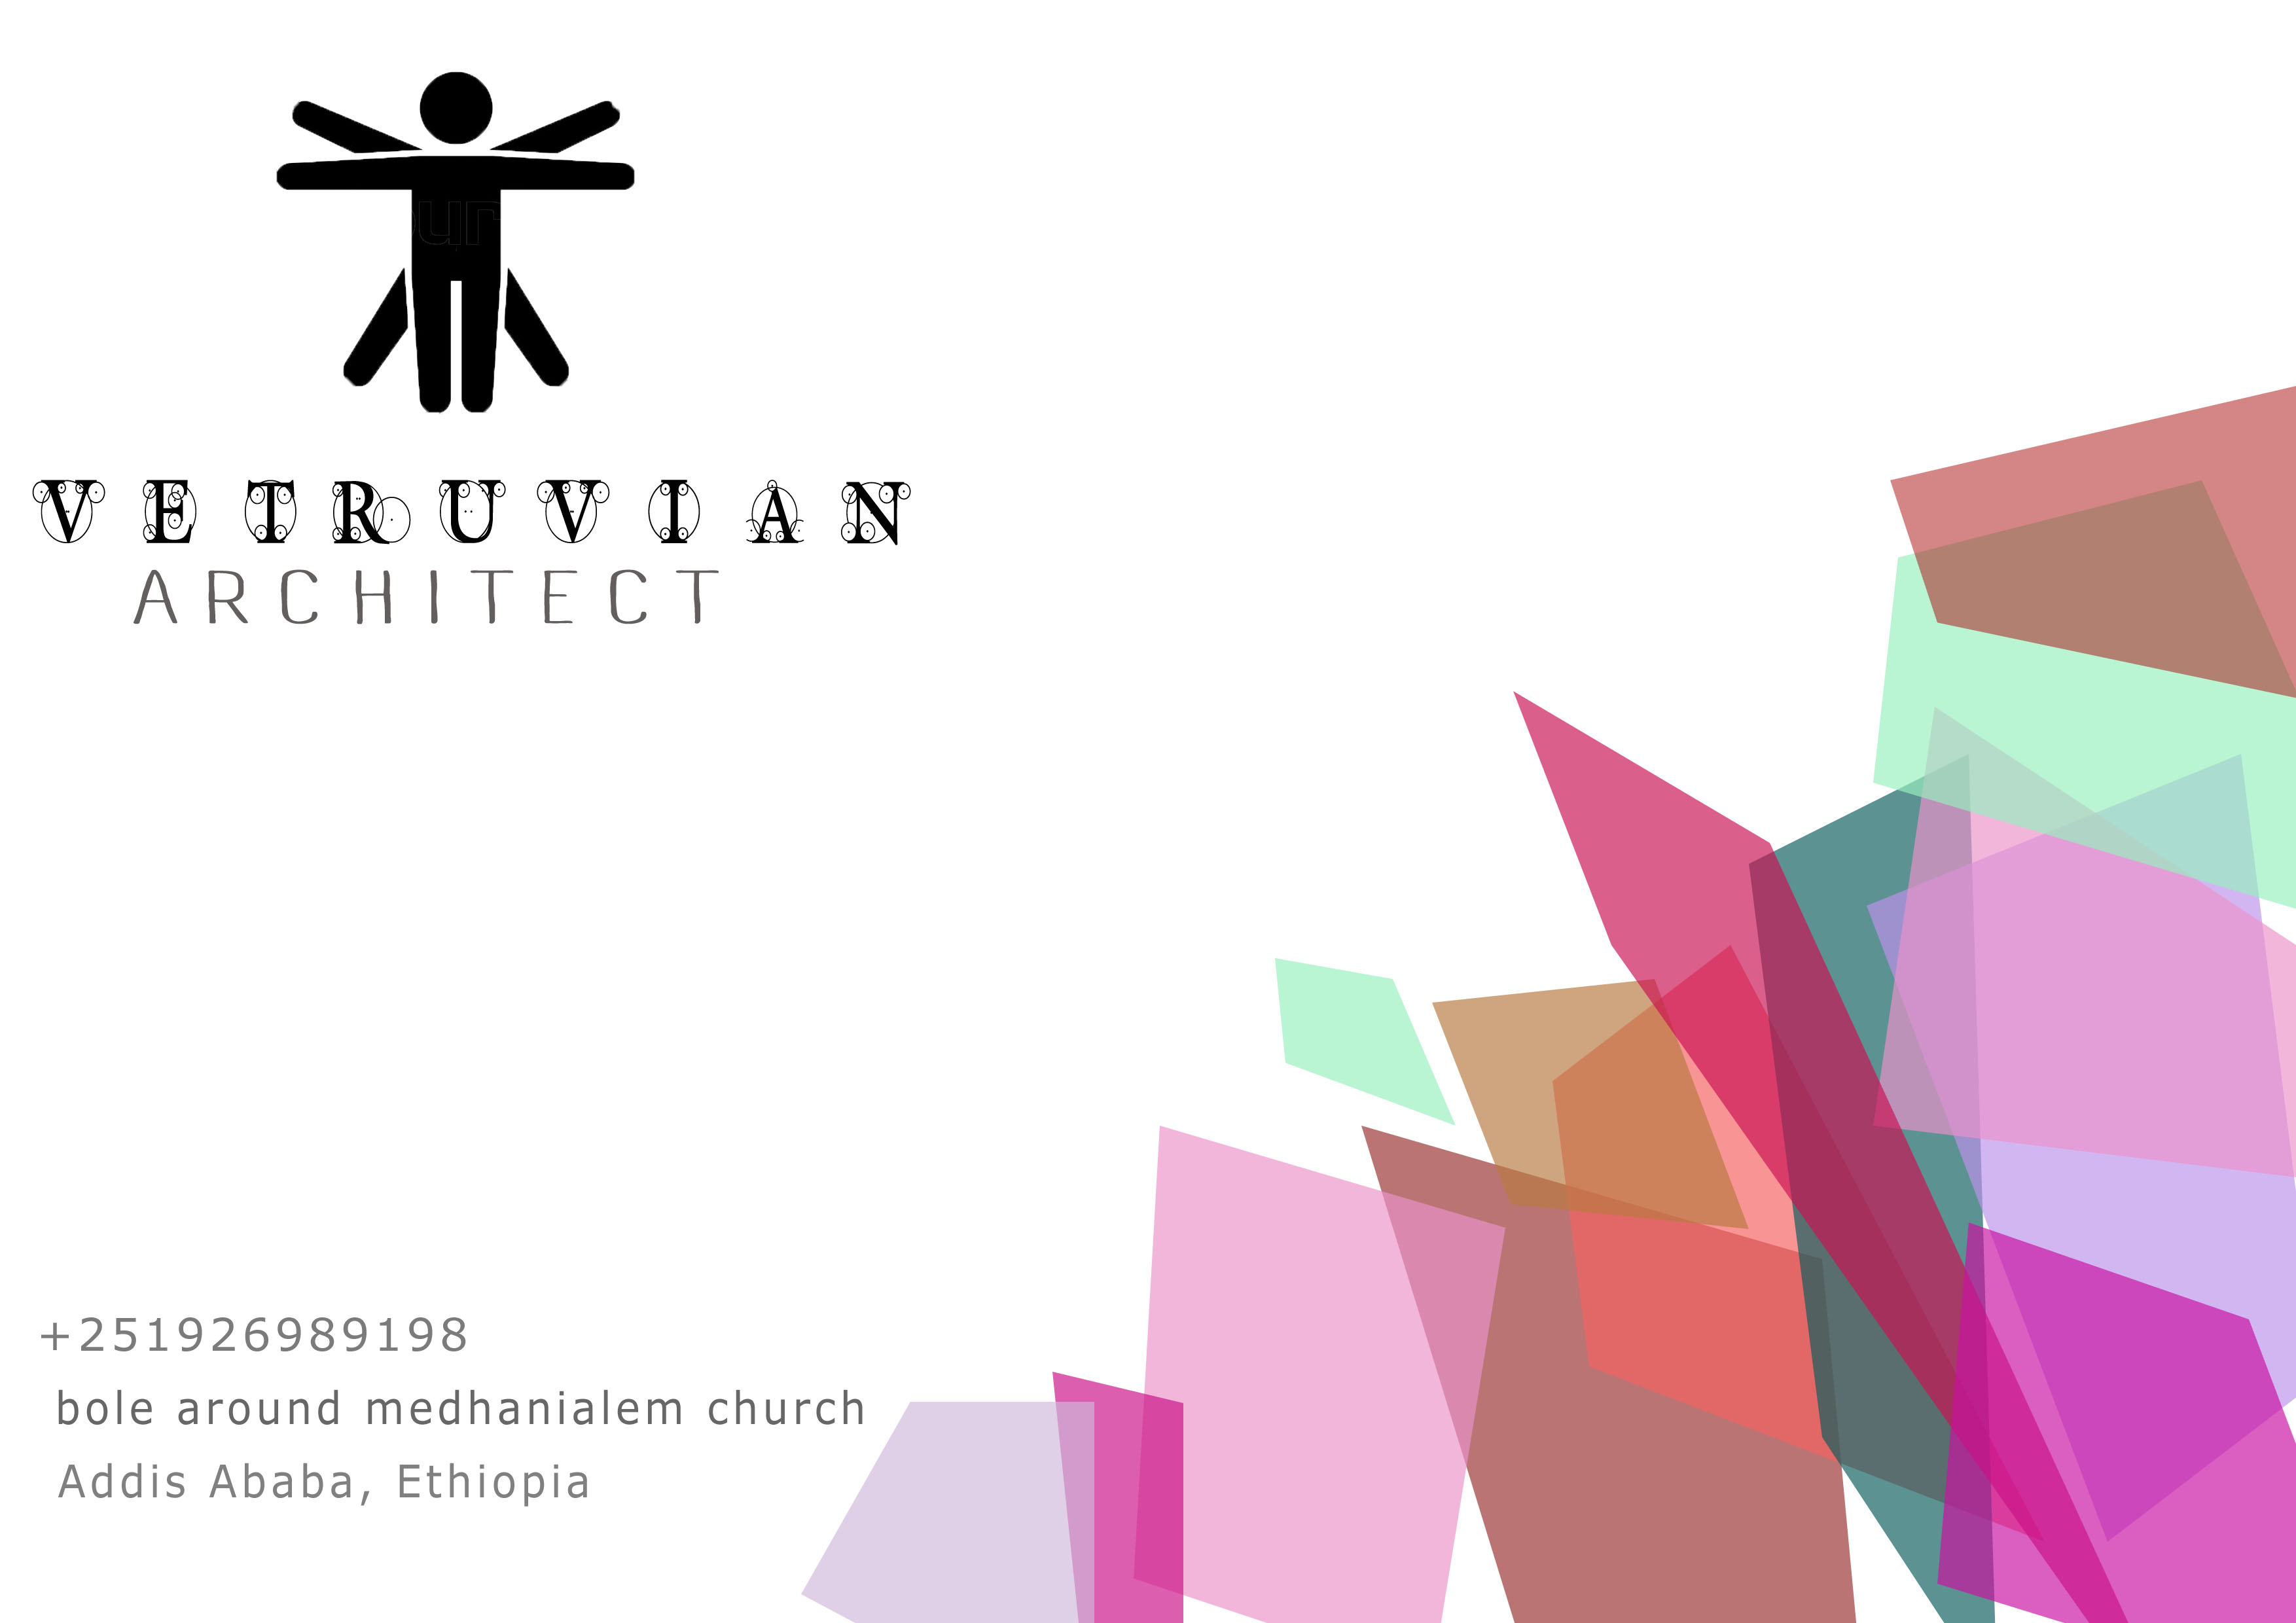 VETRUVIAN
ARCHITECT
+251926989198
bole around medhanialem church
Addis Ababa, Ethiopia